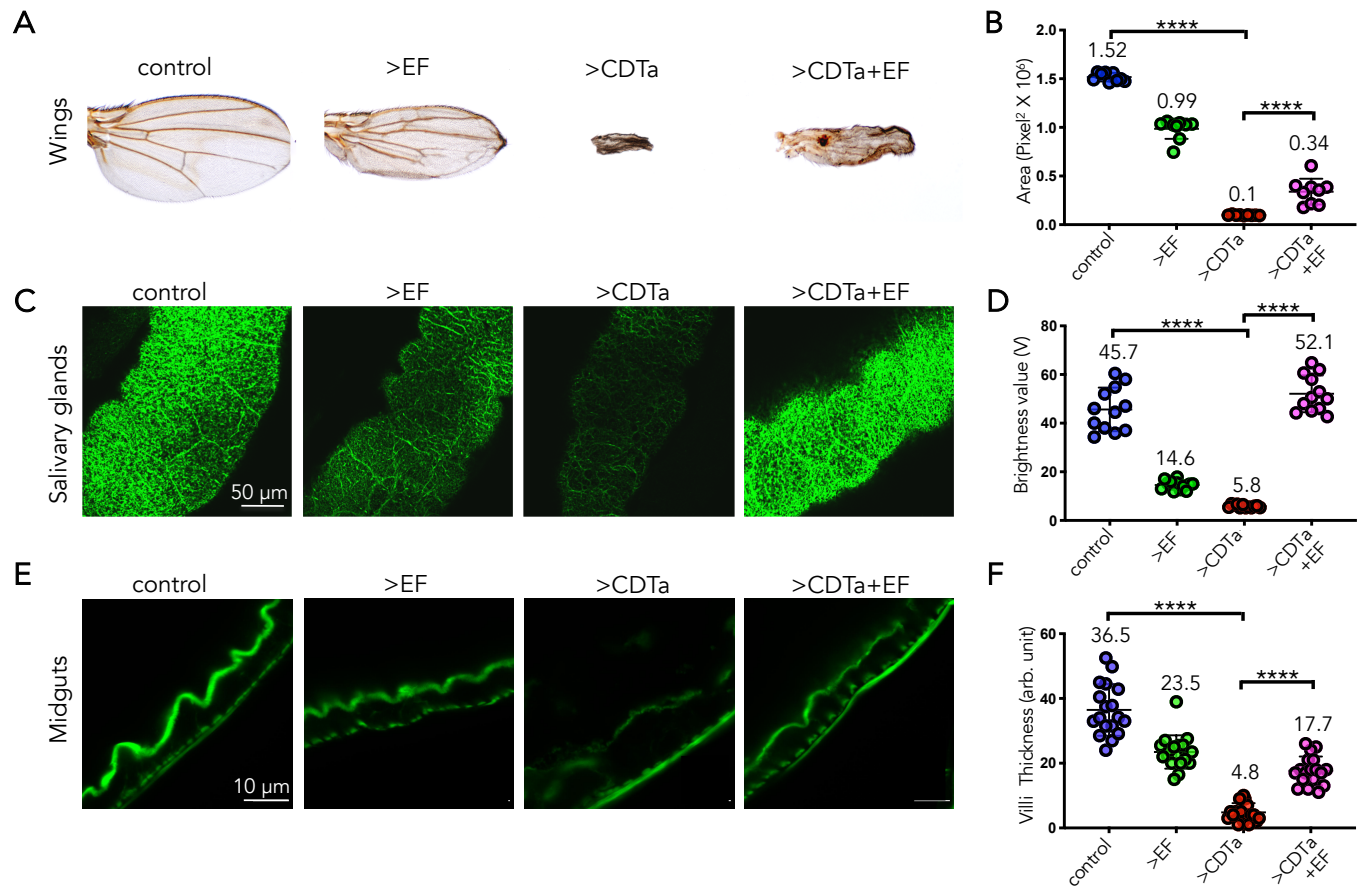 A
control
>EF
>CDTa
>CDTa+EF
Wings
B
Area (Pixel² X 10⁶)
2.0
1.5
1.0
0.5
0.0
1.52
0.99
0.1
0.34
****
****
control
>EF
>CDTa
>CDTa
+EF
C
control
>EF
>CDTa
>CDTa+EF
Salivary glands
50 µm
D
Brightness value (V)
80
60
40
20
0
45.7
14.6
5.8
52.1
****
****
control
>EF
>CDTa
>CDTa
+EF
E
control
>EF
>CDTa
>CDTa+EF
Midguts
10 µm
F
Villi Thickness (arb. unit)
60
40
20
0
36.5
23.5
4.8
17.7
****
****
control
>EF
>CDTa
>CDTa
+EF